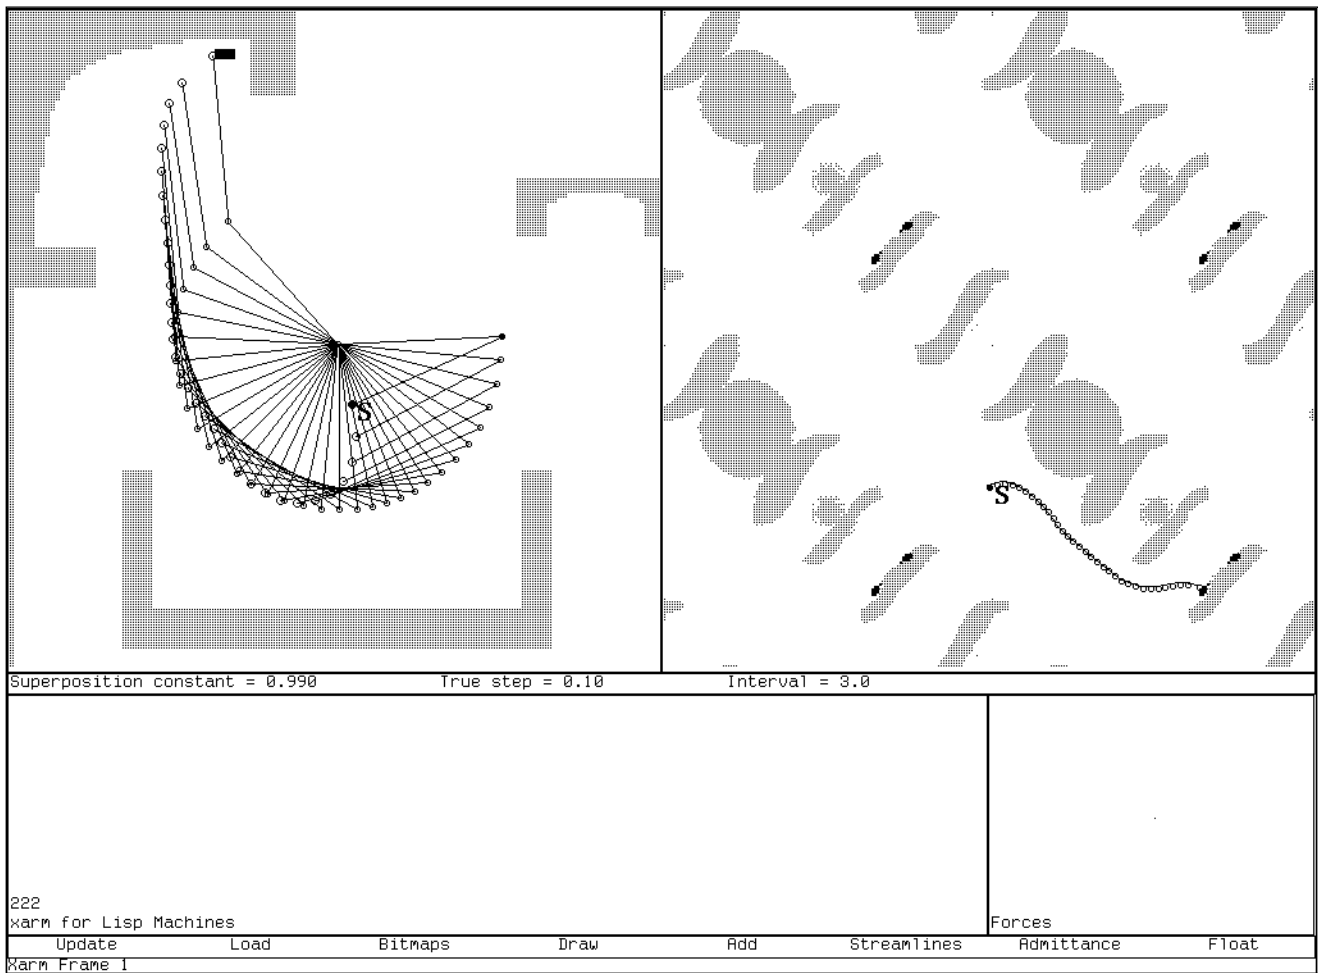 S
S
Superposition constant = 0.990 True step = 0.10 Interval = 3.0
222
xarm for Lisp Machines
Forces
Update Load Bitmaps Draw Add Streamlines Admittance Float
Xarm Frame 1